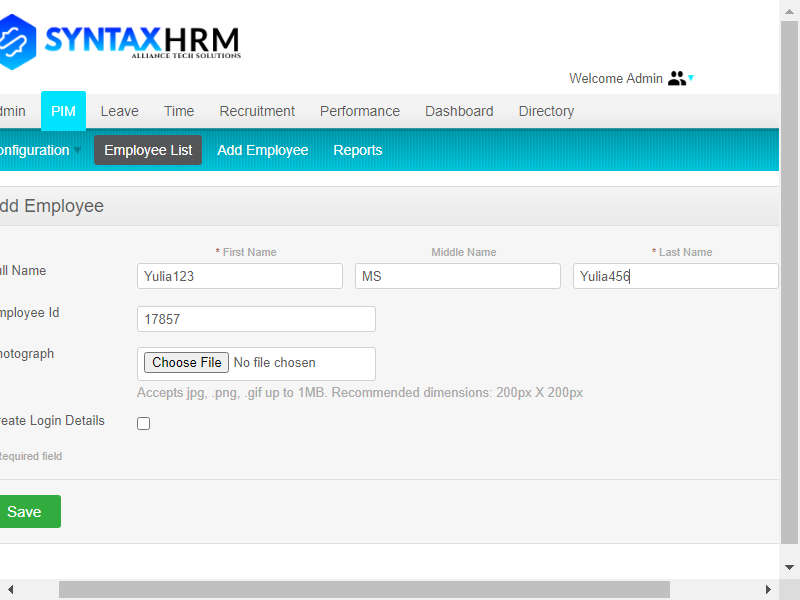 SYNTAXHRM
ALLIANCE TECH SOLUTIONS
Welcome Admin
dmin PIM Leave Time Recruitment Performance Dashboard Directory
onfiguration Employee List Add Employee Reports
dd Employee
* First Name Middle Name * Last Name
ull Name Yulia123 MS Yulia456
mployee Id 17857
hotograph Choose File No file chosen
Accepts jpg, .png, .gif up to 1MB. Recommended dimensions: 200px X 200px
reate Login Details
Required field
Save